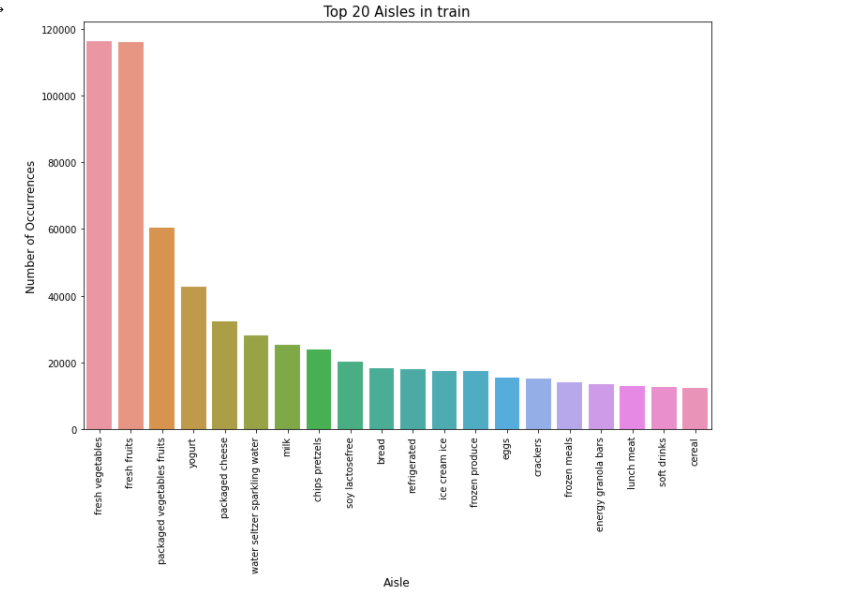 Top 20 Aisles in train
Number of Occurrences
120000
100000
80000
60000
40000
20000
0
fresh vegetables
fresh fruits
packaged vegetables fruits
yogurt
packaged cheese
water seltzer sparkling water
milk
chips pretzels
soy lactosefree
bread
refrigerated
ice cream ice
frozen produce
eggs
crackers
frozen meals
energy granola bars
lunch meat
soft drinks
cereal
Aisle